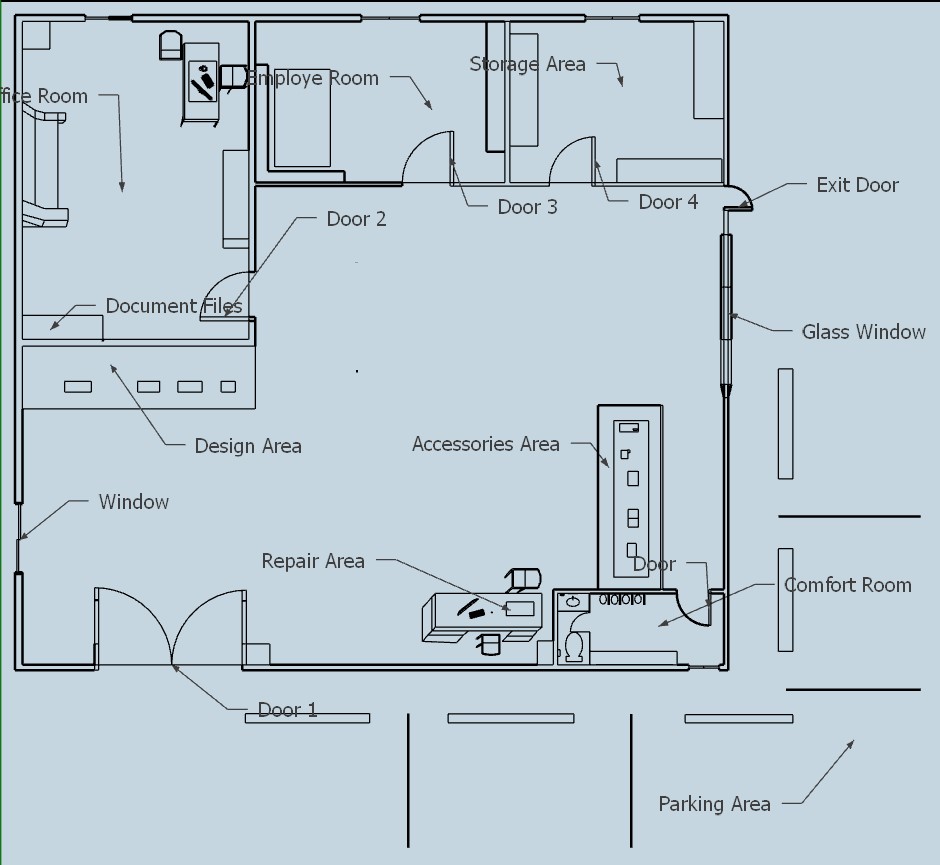 Storage Area
Employe Room
ffice Room
Exit Door
Door 3
Door 4
Door 2
Document Files
Glass Window
Design Area
Accessories Area
Window
Repair Area
Door
Comfort Room
Door 1
Parking Area